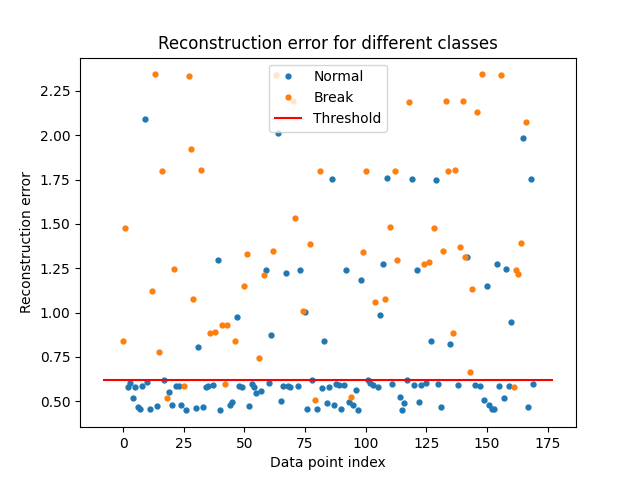 Reconstruction error for different classes
Normal
Break
Threshold
Reconstruction error
2.25
2.00
1.75
1.50
1.25
1.00
0.75
0.50
0 25 50 75 100 125 150 175
Data point index